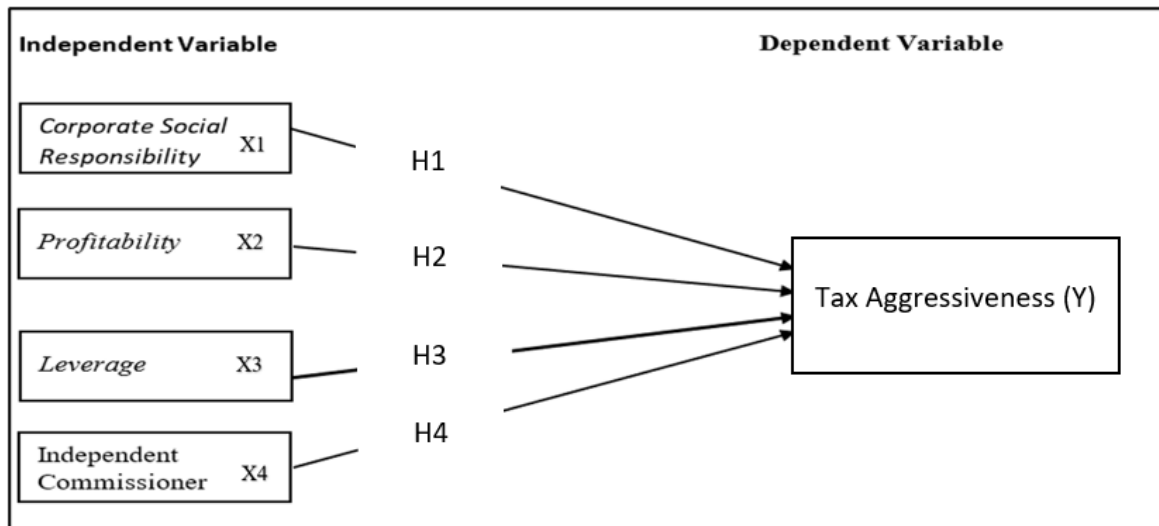 Independent Variable
Dependent Variable
Corporate Social
Responsibility X1
H1
Profitability X2
H2
Tax Aggressiveness (Y)
Leverage X3
H3
H4
Independent
Commissioner X4